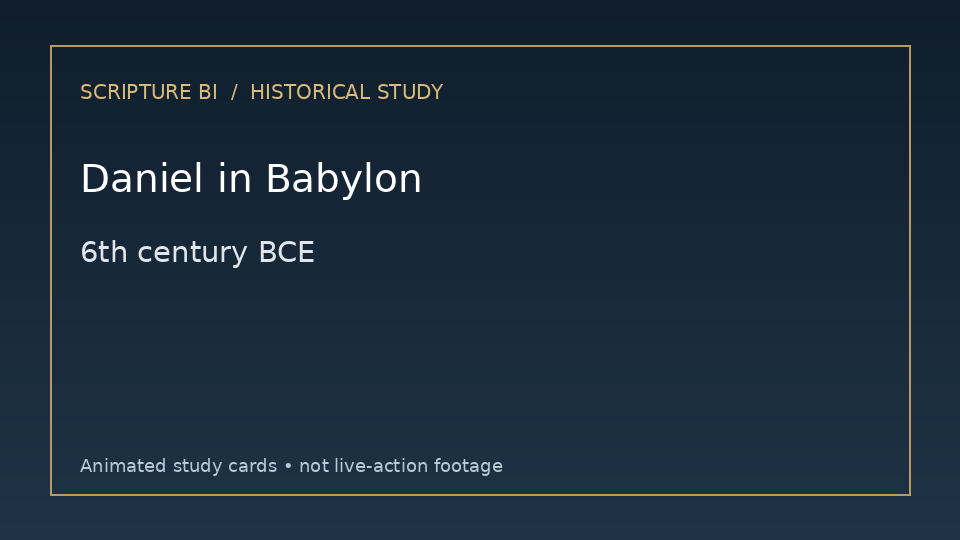 SCRIPTURE BI / HISTORICAL STUDY
Daniel in Babylon
6th century BCE
Animated study cards • not live-action footage